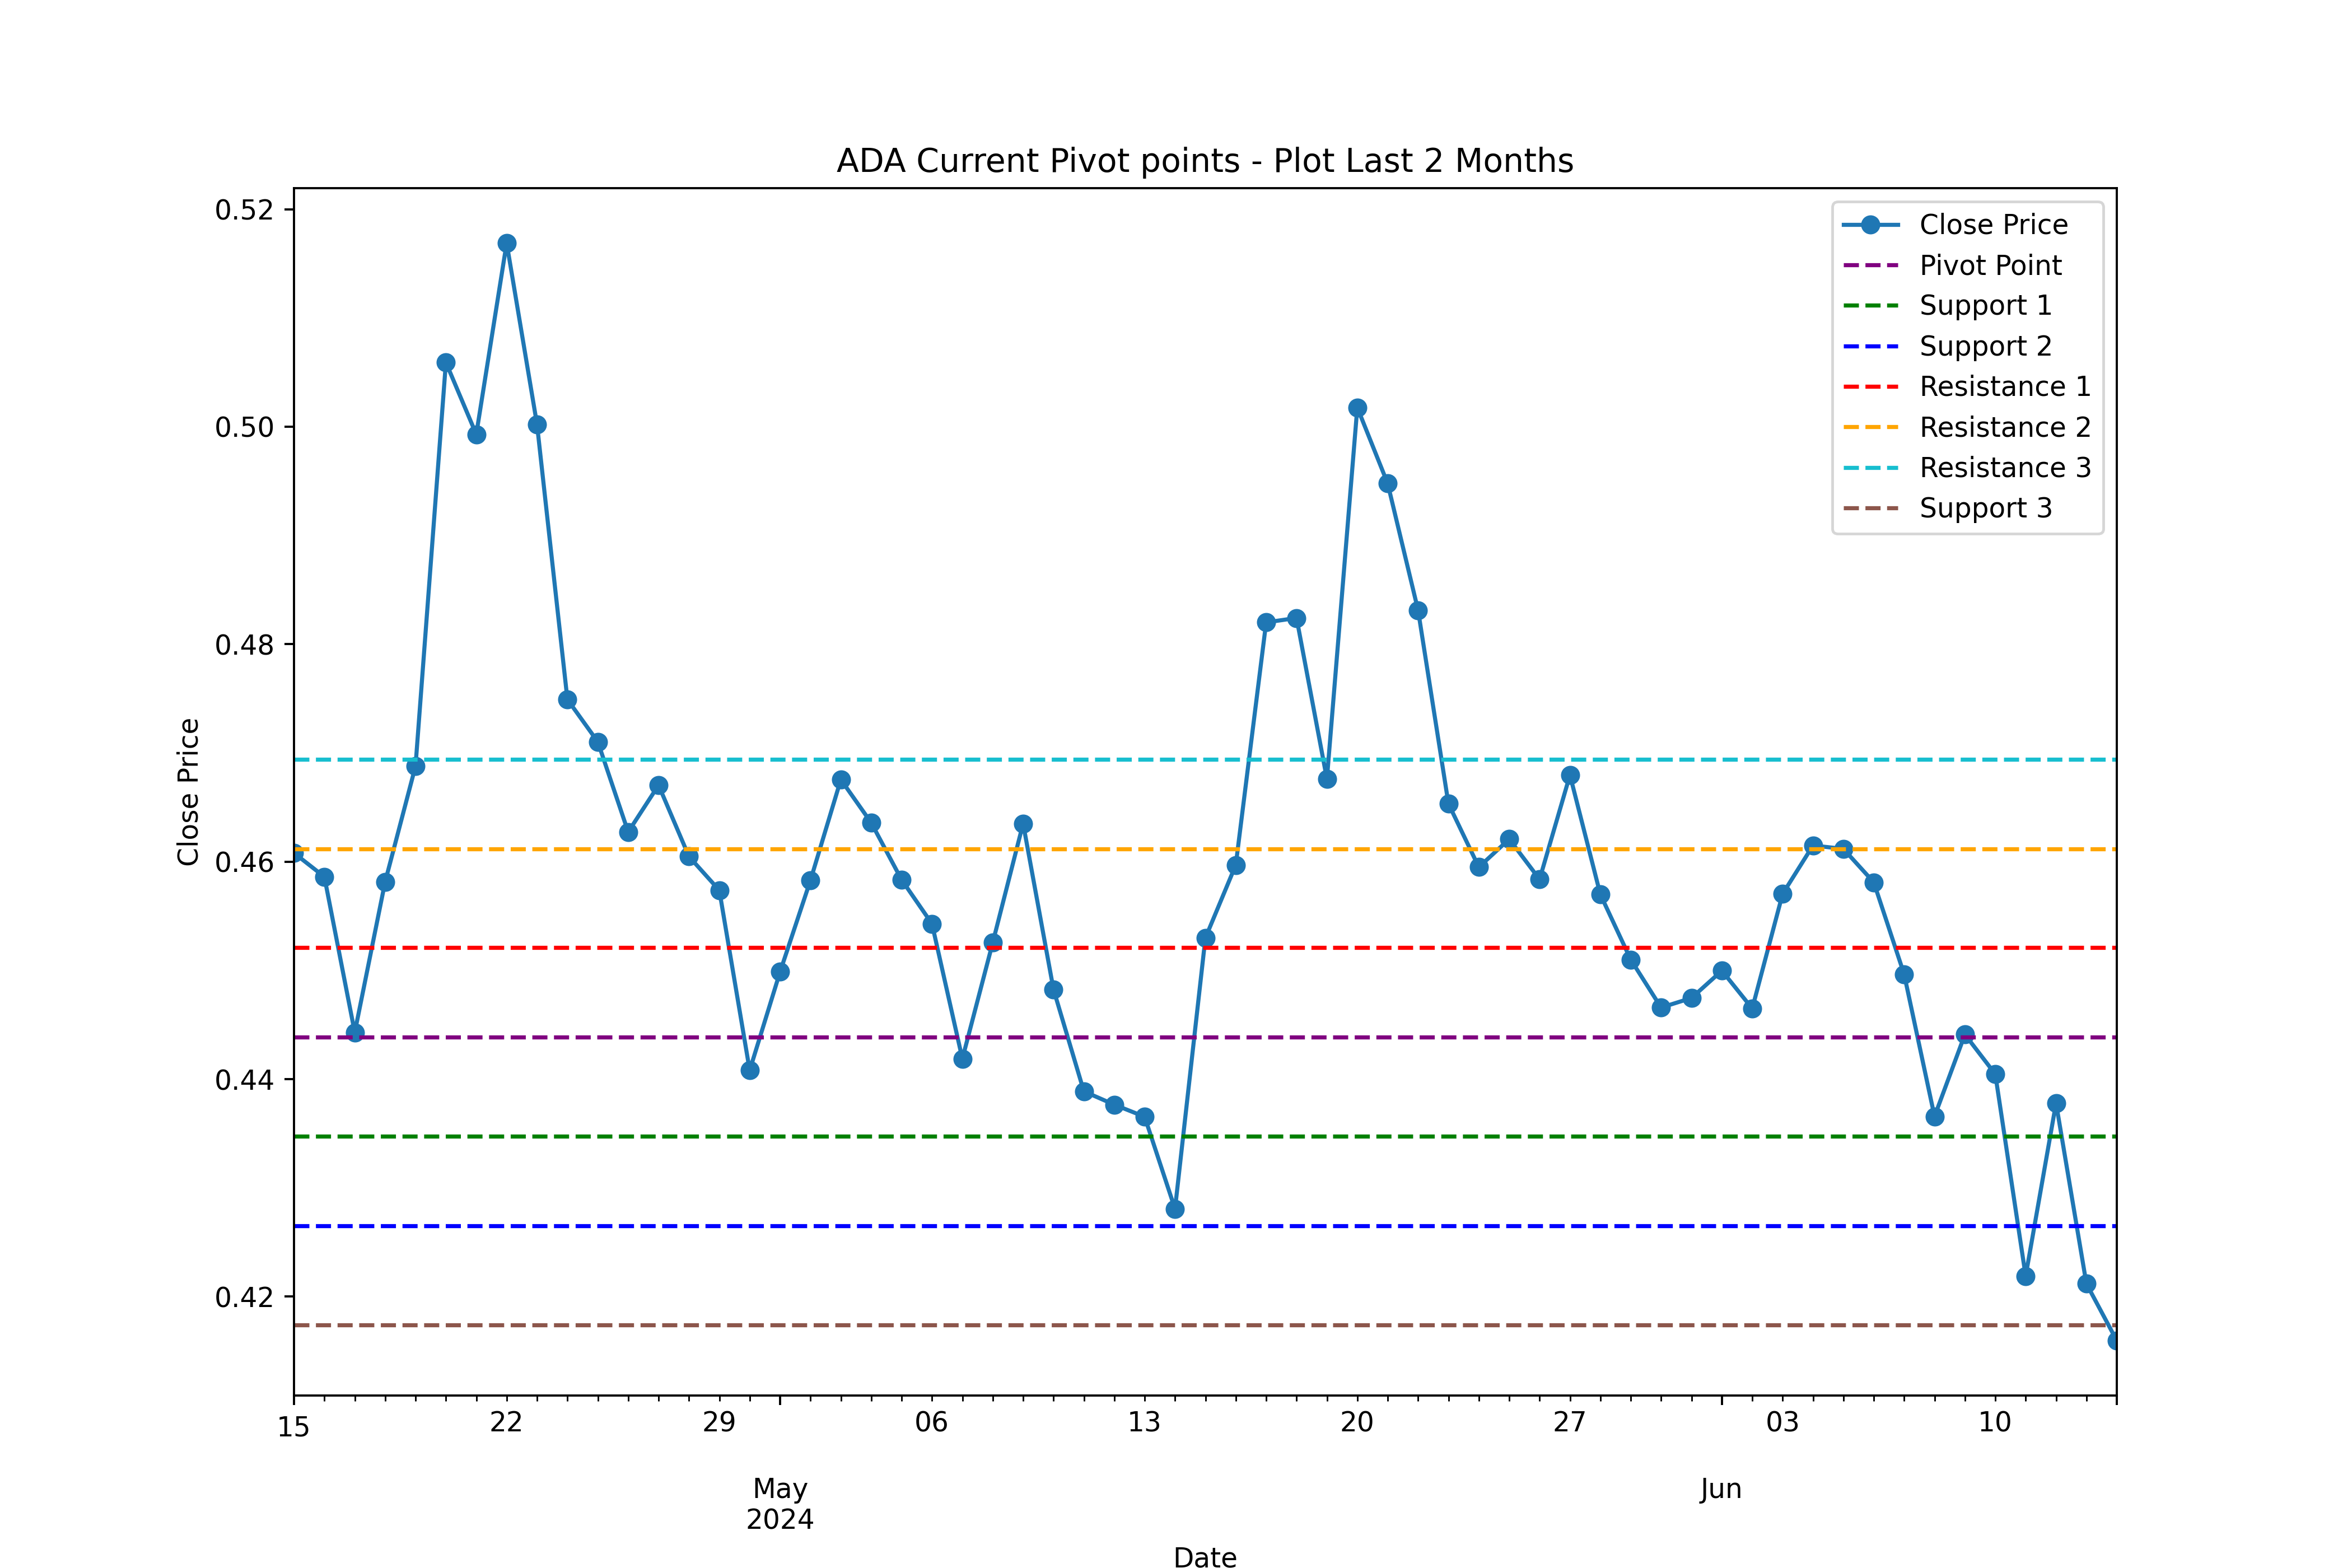 ADA Current Pivot points - Plot Last 2 Months
Close Price
Pivot Point
Support 1
Support 2
Resistance 1
Resistance 2
Resistance 3
Support 3
Close Price
0.52
0.50
0.48
0.46
0.44
0.42
15
22
29
06
13
20
27
03
10
May
2024
Jun
Date